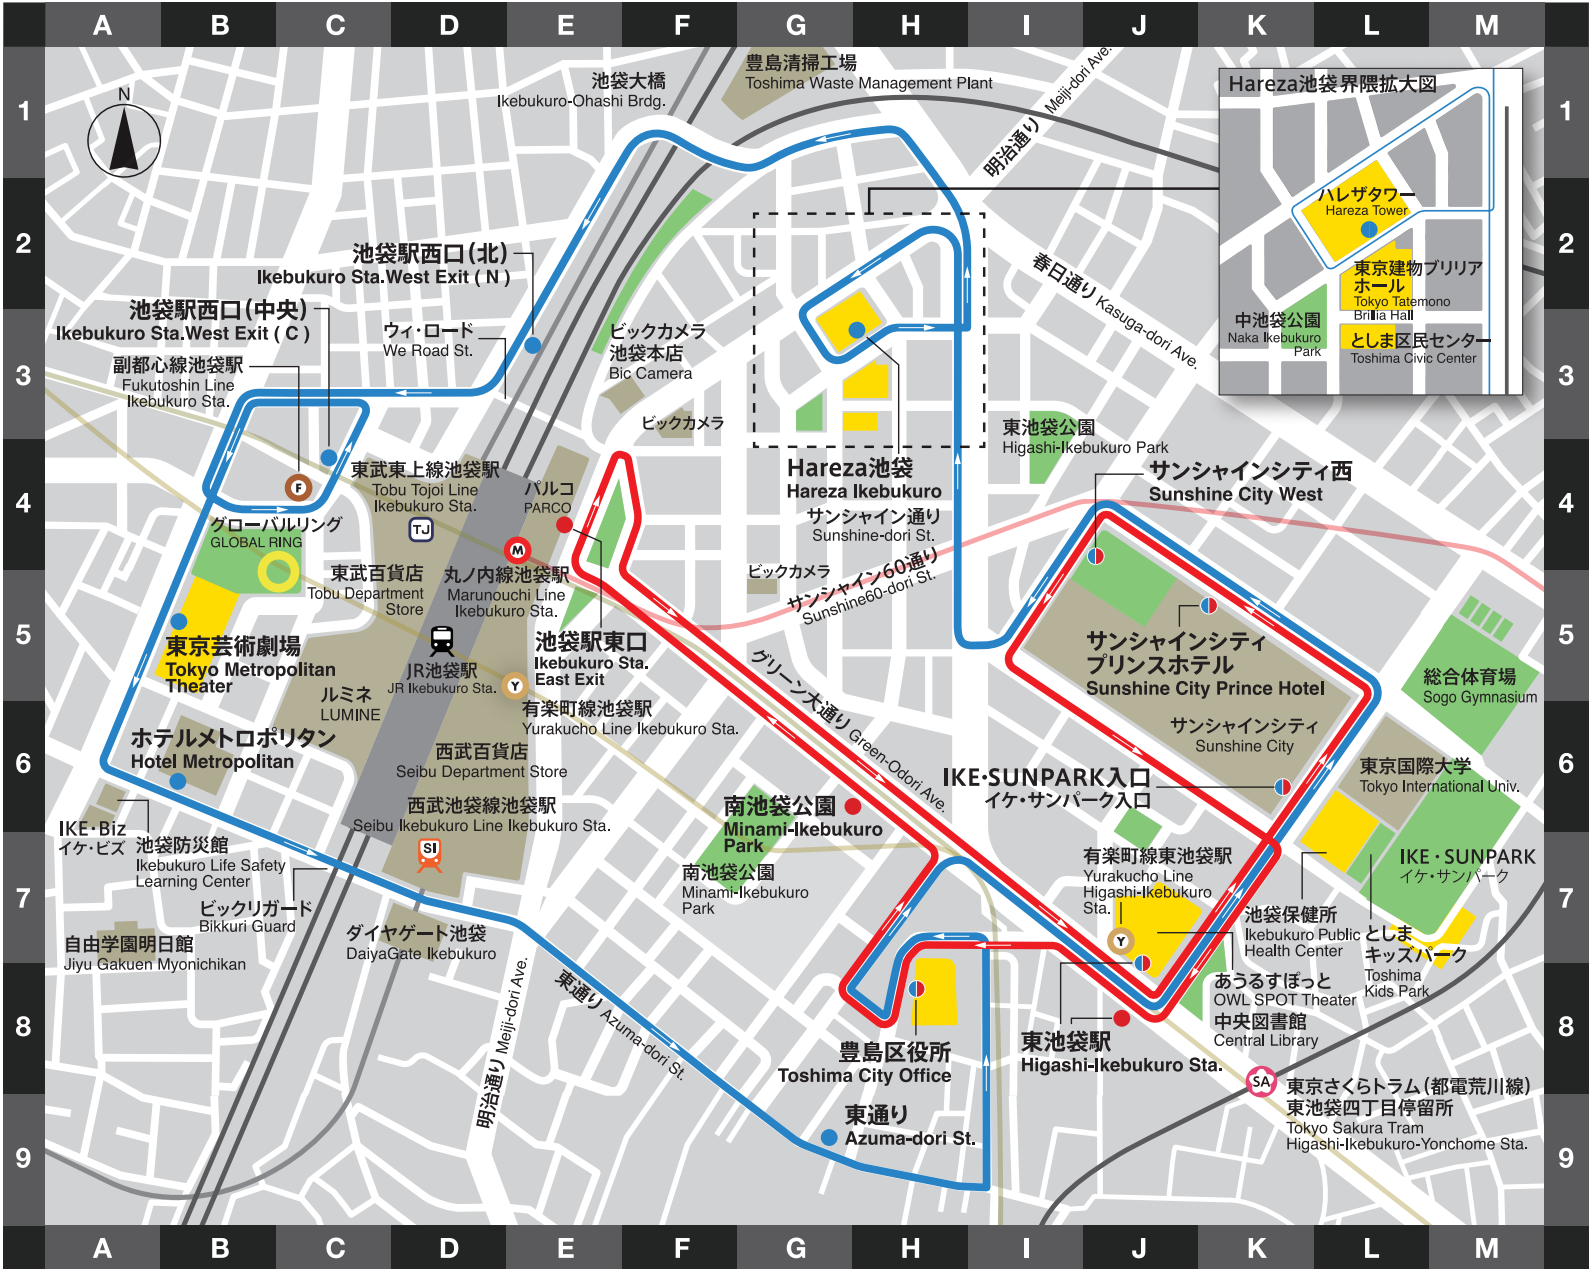 A B C D E F G H I J K L M
1
2
3
4
5
6
7
8
9
N
池袋大橋
Ikebukuro-Ohashi Brdg.
豊島清掃工場
Toshima Waste Management Plant
明治通り Meiji-dori Ave.
Hareza池袋界隈拡大図
ハレザタワー
Hareza Tower
東京建物ブリリア
ホール
Tokyo Tatemono
Brillia Hall
中池袋公園
Naka Ikebukuro
Park
としま区民センター
Toshima Civic Center
池袋駅西口(北)
Ikebukuro Sta.West Exit ( N )
池袋駅西口(中央)
Ikebukuro Sta.West Exit ( C )
ウィ・ロード
We Road St.
副都心線池袋駅
Fukutoshin Line
Ikebukuro Sta.
ビックカメラ
池袋本店
Bic Camera
ビックカメラ
春日通り Kasuga-dori Ave.
東池袋公園
Higashi-Ikebukuro Park
Hareza池袋
Hareza Ikebukuro
サンシャイン通り
Sunshine-dori St.
サンシャイン60通り
Sunshine60-dori St.
ビックカメラ
サンシャインシティ西
Sunshine City West
東武東上線池袋駅
Tobu Tojoi Line
Ikebukuro Sta.
TJ
F
パルコ
PARCO
M
グローバルリング
GLOBAL RING
東武百貨店
Tobu Department
Store
丸ノ内線池袋駅
Marunouchi Line
Ikebukuro Sta.
東京芸術劇場
Tokyo Metropolitan
Theater
JR池袋駅
JR Ikebukuro Sta.
Y
池袋駅東口
Ikebukuro Sta.
East Exit
ルミネ
LUMINE
有楽町線池袋駅
Yurakucho Line Ikebukuro Sta.
グリーン大通り Green-Odori Ave.
サンシャインシティ
プリンスホテル
Sunshine City Prince Hotel
サンシャインシティ
Sunshine City
総合体育場
Sogo Gymnasium
ホテルメトロポリタン
Hotel Metropolitan
西武百貨店
Seibu Department Store
西武池袋線池袋駅
Seibu Ikebukuro Line Ikebukuro Sta.
SI
IKE・SUNPARK入口
イケ・サンパーク入口
東京国際大学
Tokyo International Univ.
南池袋公園
Minami-Ikebukuro
Park
南池袋公園
Minami-Ikebukuro
Park
IKE・Biz
イケ・ビズ
池袋防災館
Ikebukuro Life Safety
Learning Center
ビックリガード
Bikkuri Guard
自由学園明日館
Jiyu Gakuen Myonichikan
ダイヤゲート池袋
DaiyaGate Ikebukuro
有楽町線東池袋駅
Yurakucho Line
Higashi-Ikebukuro
Sta.
Y
IKE・SUNPARK
イケ・サンパーク
池袋保健所
Ikebukuro Public
Health Center
としま
キッズパーク
Toshima
Kids Park
あうるすぽっと
OWL SPOT Theater
中央図書館
Central Library
明治通り Meiji-dori Ave.
東通り Azuma-dori St.
豊島区役所
Toshima City Office
東池袋駅
Higashi-Ikebukuro Sta.
SA
東京さくらトラム(都電荒川線)
東池袋四丁目停留所
Tokyo Sakura Tram
Higashi-Ikebukuro-Yonchome Sta.
東通り
Azuma-dori St.
1
2
3
4
5
6
7
8
9
A B C D E F G H I J K L M